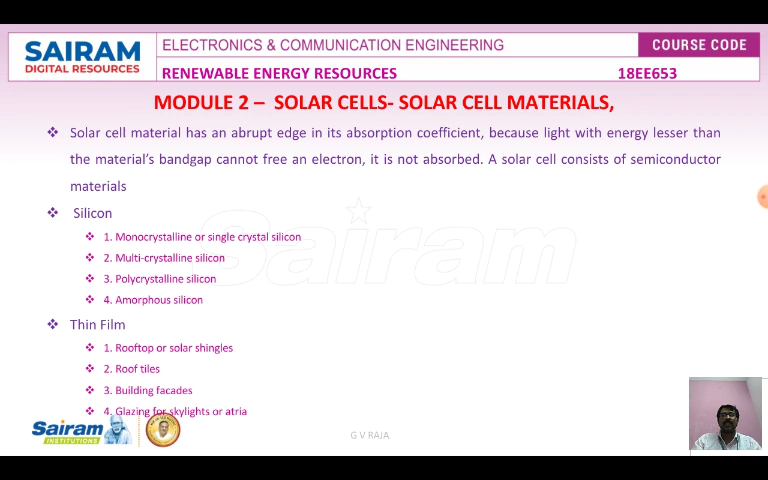 SAIRAM
DIGITAL RESOURCES
ELECTRONICS & COMMUNICATION ENGINEERING
COURSE CODE
RENEWABLE ENERGY RESOURCES
18EE653
MODULE 2 – SOLAR CELLS- SOLAR CELL MATERIALS,
❖ Solar cell material has an abrupt edge in its absorption coefficient, because light with energy lesser than
the material's bandgap cannot free an electron, it is not absorbed. A solar cell consists of semiconductor
materials
❖ Silicon
❖ 1. Monocrystalline or single crystal silicon
❖ 2. Multi-crystalline silicon
❖ 3. Polycrystalline silicon
❖ 4. Amorphous silicon
❖ Thin Film
❖ 1. Rooftop or solar shingles
❖ 2. Roof tiles
❖ 3. Building facades
❖ 4. Glazing for skylights or atria
Sairam
Sairam
INSTITUTIONS
G V RAJA